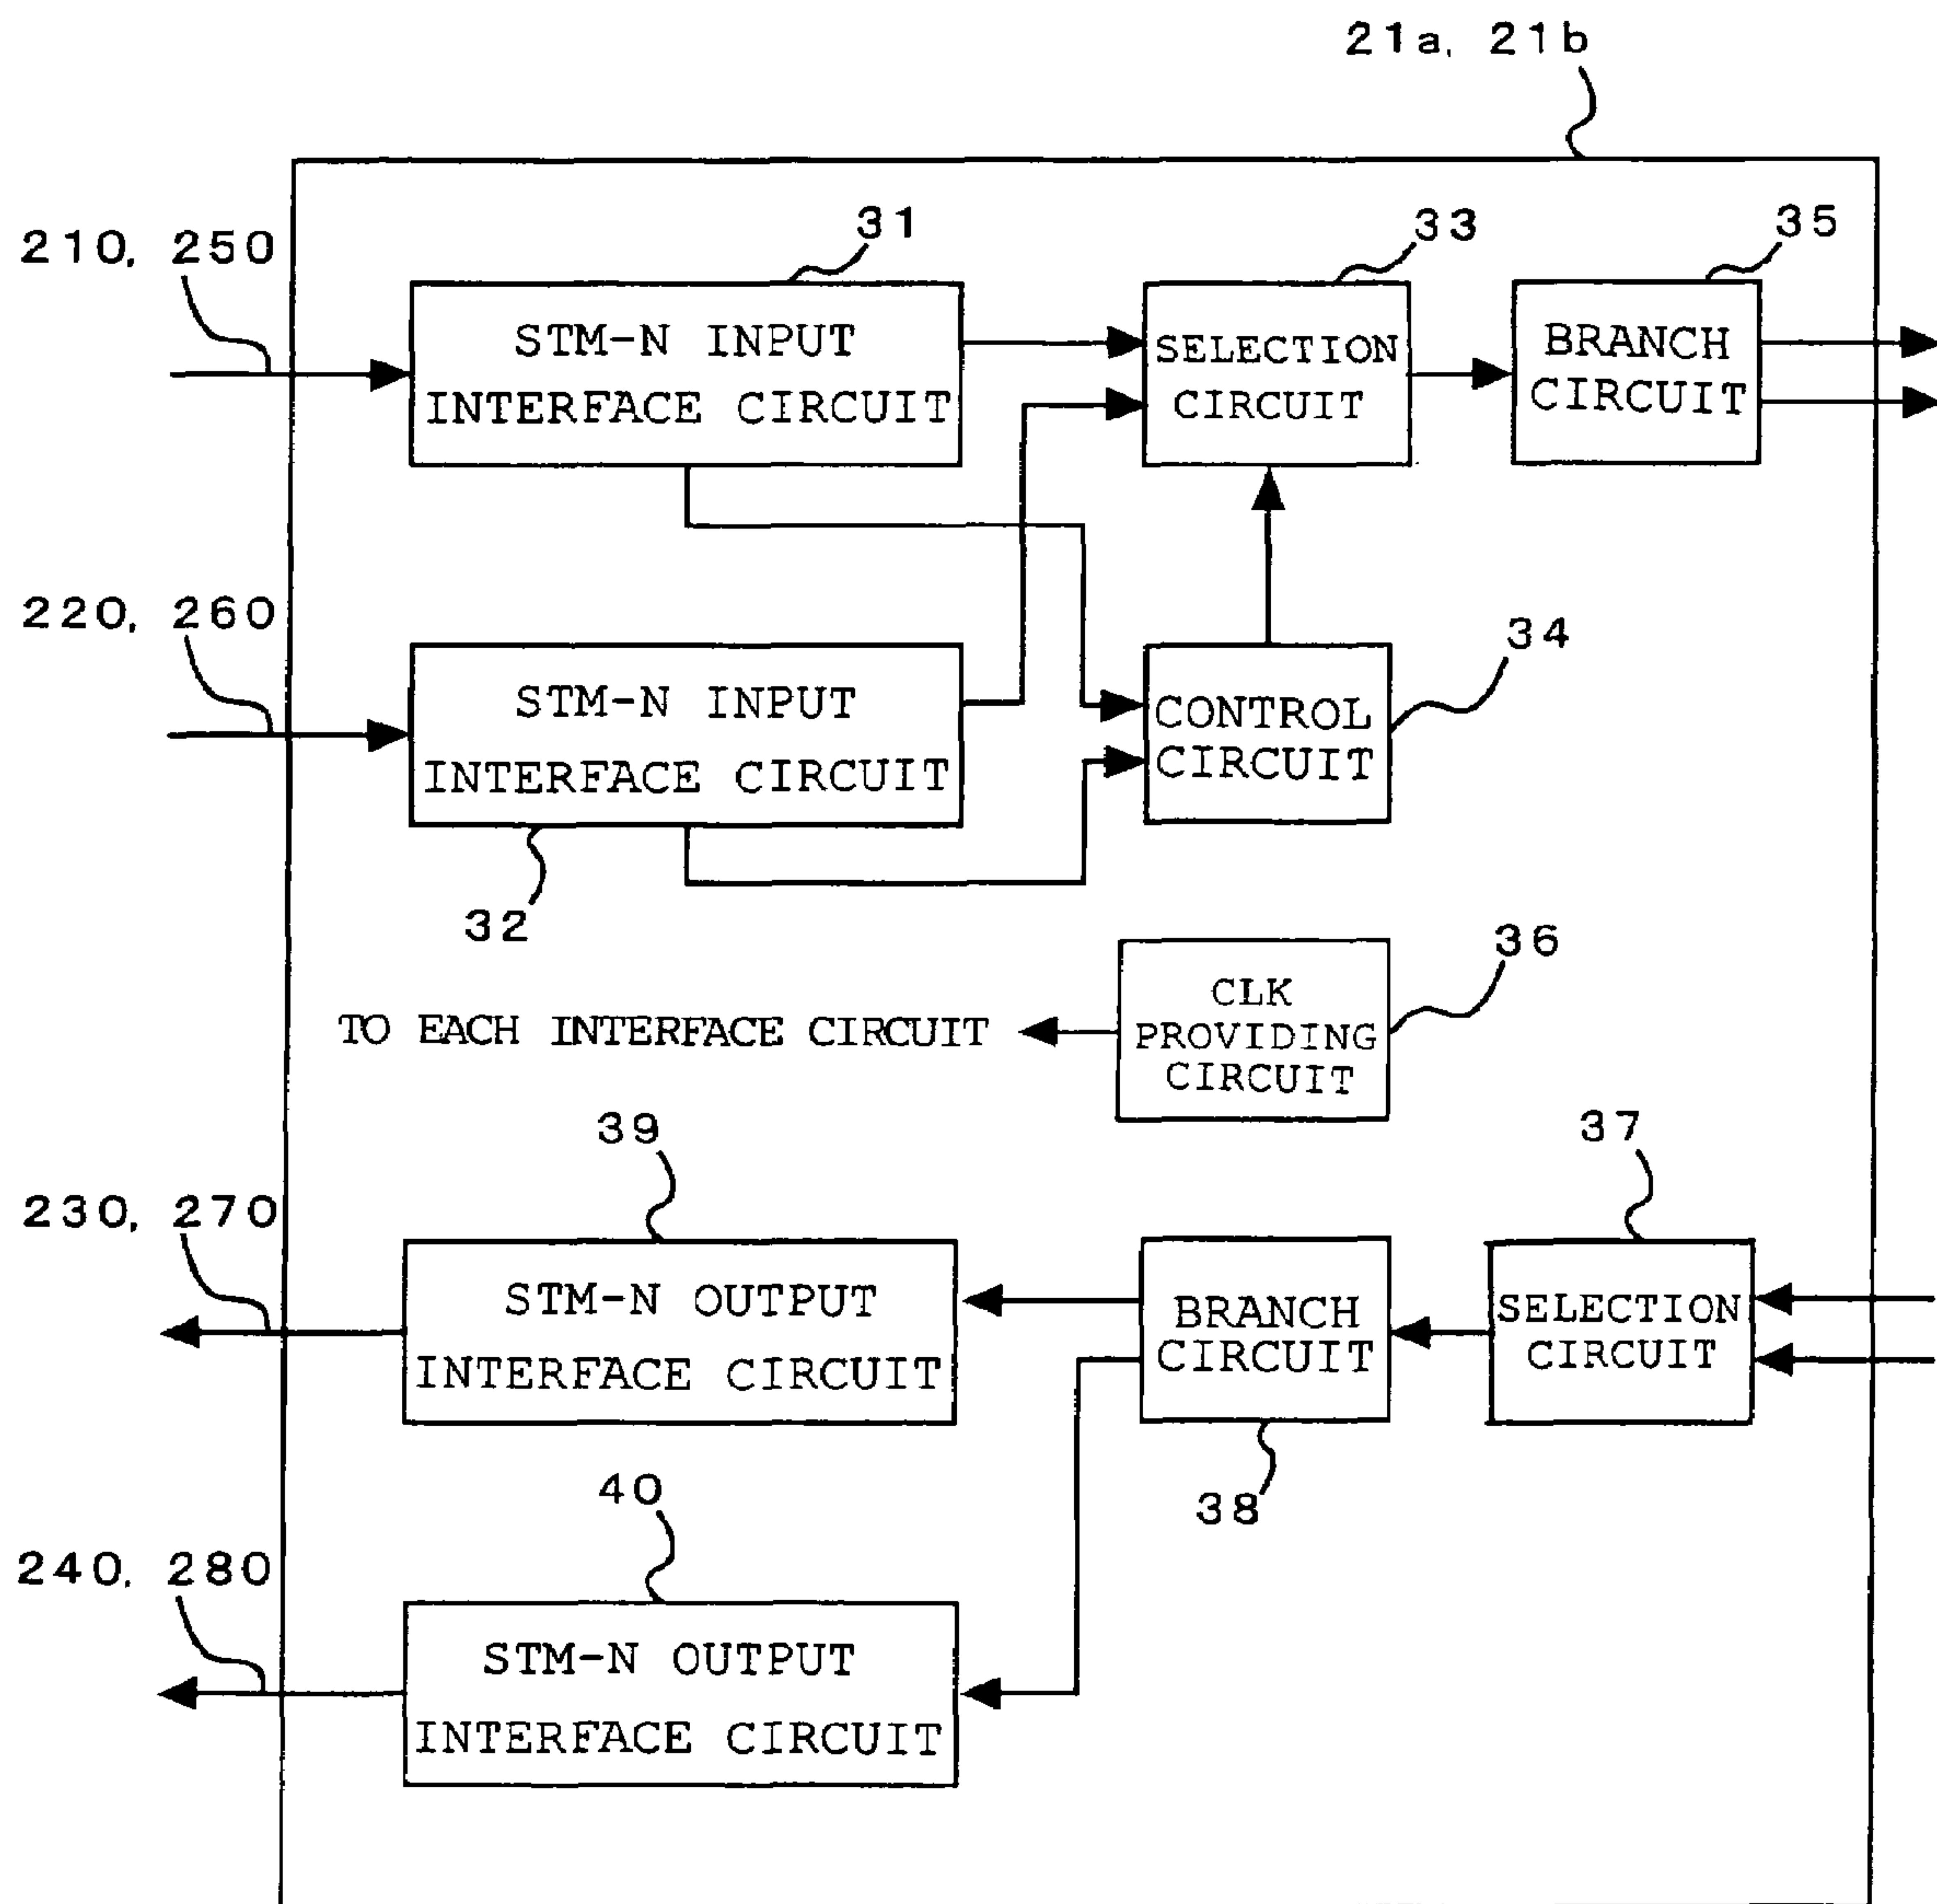 21a, 21b
210, 250
31
33
35
STM-N INPUT
INTERFACE CIRCUIT
SELECTION
CIRCUIT
BRANCH
CIRCUIT
220, 260
34
STM-N INPUT
INTERFACE CIRCUIT
CONTROL
CIRCUIT
32
36
TO EACH INTERFACE CIRCUIT
CLK
PROVIDING
CIRCUIT
39
37
230, 270
STM-N OUTPUT
INTERFACE CIRCUIT
BRANCH
CIRCUIT
SELECTION
CIRCUIT
38
40
240, 280
STM-N OUTPUT
INTERFACE CIRCUIT